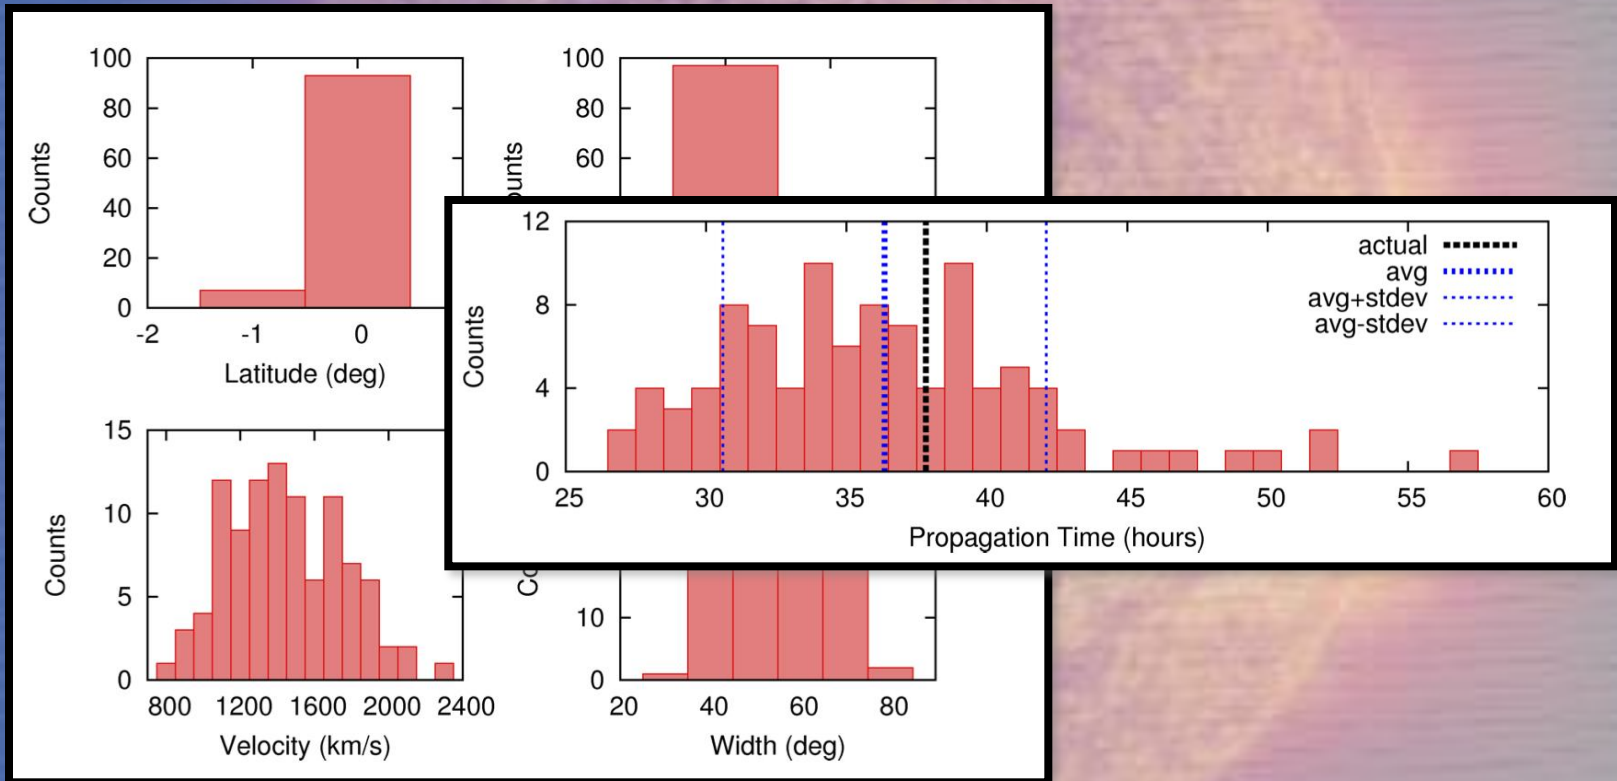 100
80
60
40
20
0
Counts
-2 -1 0
Latitude (deg)
100
80
60
15
10
5
0
Counts
800 1200 1600 2000 2400
Velocity (km/s)
10
0
20 40 60 80
Width (deg)
12
8
4
0
Counts
25 30 35 40 45 50 55 60
Propagation Time (hours)
actual
avg
avg+stdev
avg-stdev